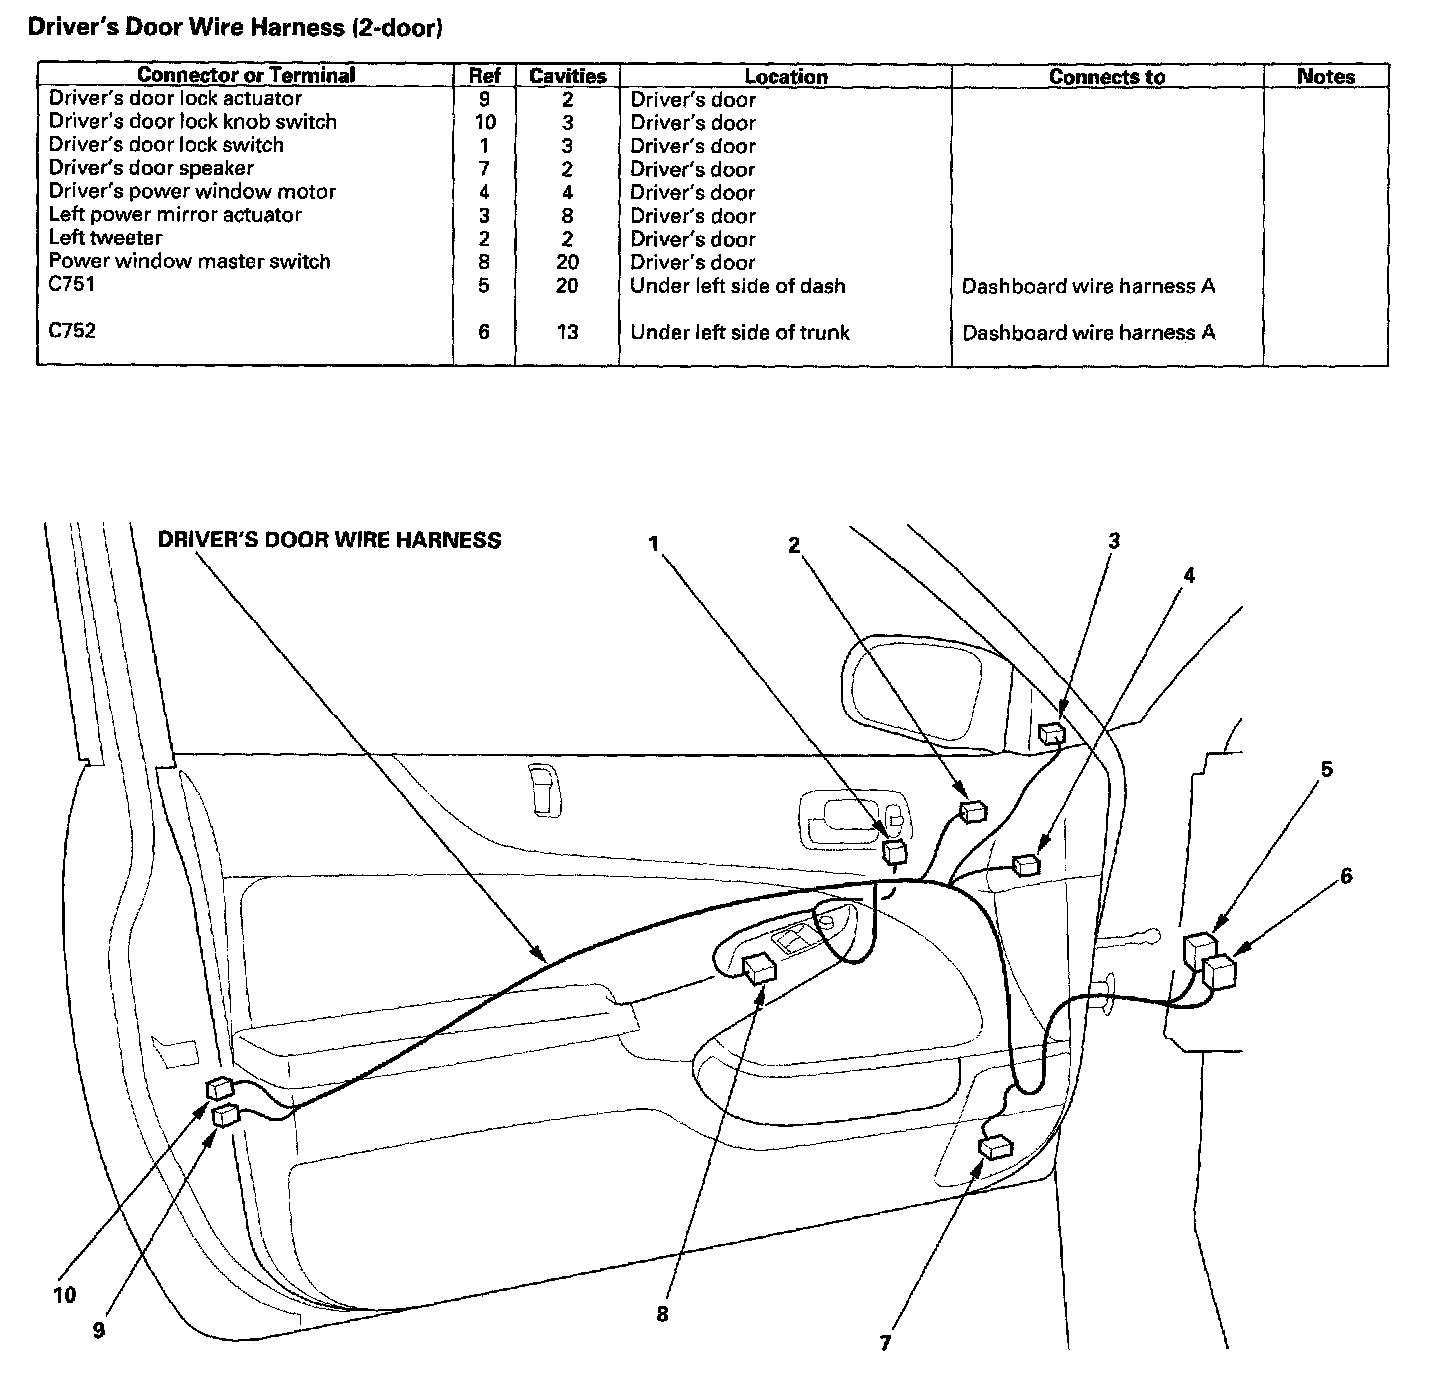 Driver's Door Wire Harness (2-door)
Connector or Terminal Ref Cavities Location Connects to Notes
Driver's door lock actuator 9 2 Driver's door
Driver's door lock knob switch 10 3 Driver's door
Driver's door lock switch 1 3 Driver's door
Driver's door speaker 7 2 Driver's door
Driver's power window motor 4 4 Driver's door
Left power mirror actuator 3 8 Driver's door
Left tweeter 2 2 Driver's door
Power window master switch 8 20 Driver's door
C751 5 20 Under left side of dash Dashboard wire harness A
C752 6 13 Under left side of trunk Dashboard wire harness A
DRIVER'S DOOR WIRE HARNESS
1
2
3
4
5
6
10
9
8
7